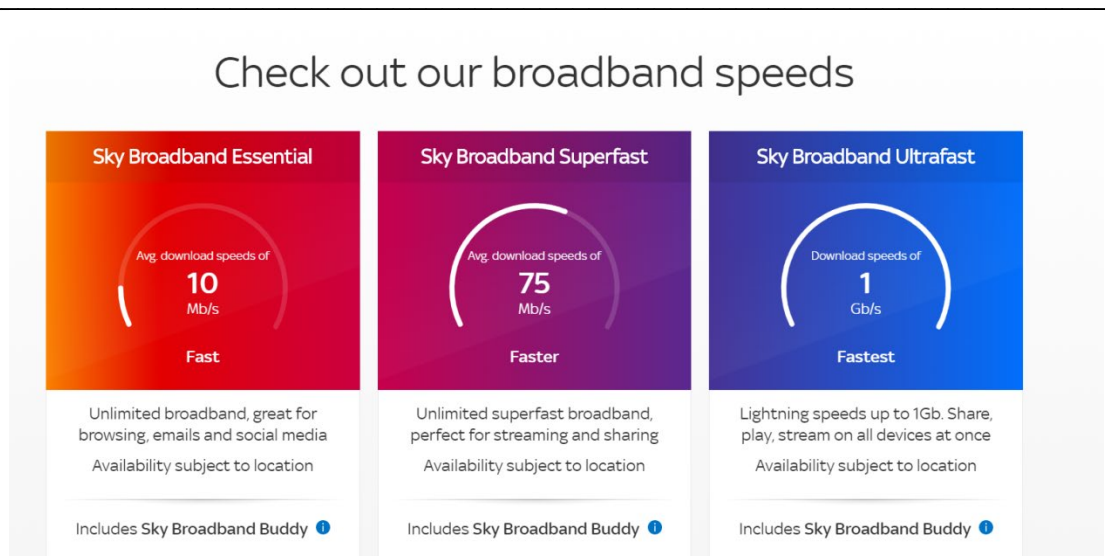 Check out our broadband speeds
Sky Broadband Essential
Avg. download speeds of
10
Mb/s
Fast
Unlimited broadband, great for
browsing, emails and social media
Availability subject to location
Includes Sky Broadband Buddy i
Sky Broadband Superfast
Avg. download speeds of
75
Mb/s
Faster
Unlimited superfast broadband,
perfect for streaming and sharing
Availability subject to location
Includes Sky Broadband Buddy i
Sky Broadband Ultrafast
Download speeds of
1
Gb/s
Fastest
Lightning speeds up to 1Gb. Share,
play, stream on all devices at once
Availability subject to location
Includes Sky Broadband Buddy i